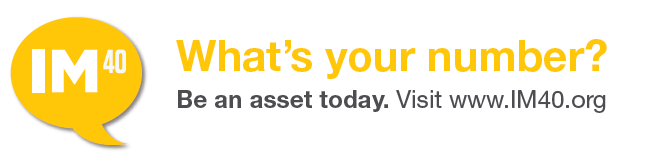 IM40
What's your number?
Be an asset today. Visit www.IM40.org